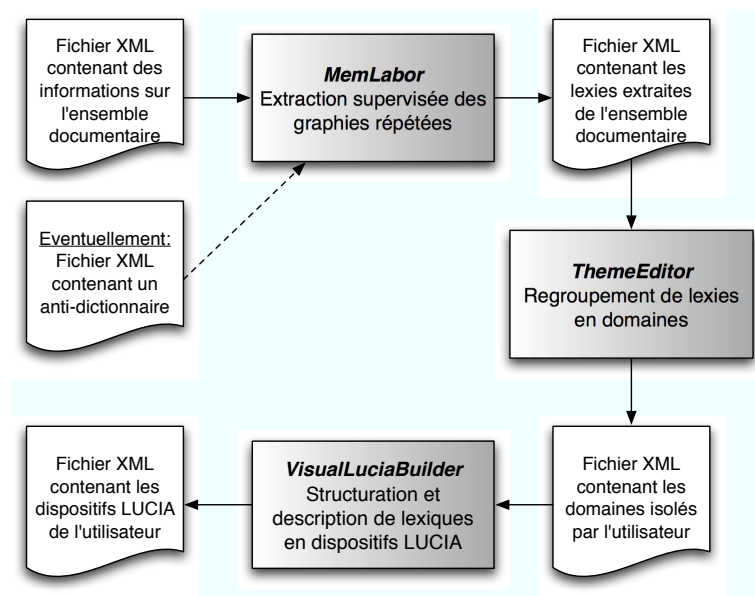 Fichier XML
contenant des
informations sur
l'ensemble
documentaire
MemLabor
Extraction supervisée des
graphies répétées
Fichier XML
contenant les
lexies extraites
de l'ensemble
documentaire
Eventuellement:
Fichier XML
contenant un
anti-dictionnaire
ThemeEditor
Regroupement de lexies
en domaines
Fichier XML
contenant les
domaines isolés
par l'utilisateur
VisualLuciaBuilder
Structuration et
description de lexiques
en dispositifs LUCIA
Fichier XML
contenant les
dispositifs LUCIA
de l'utilisateur